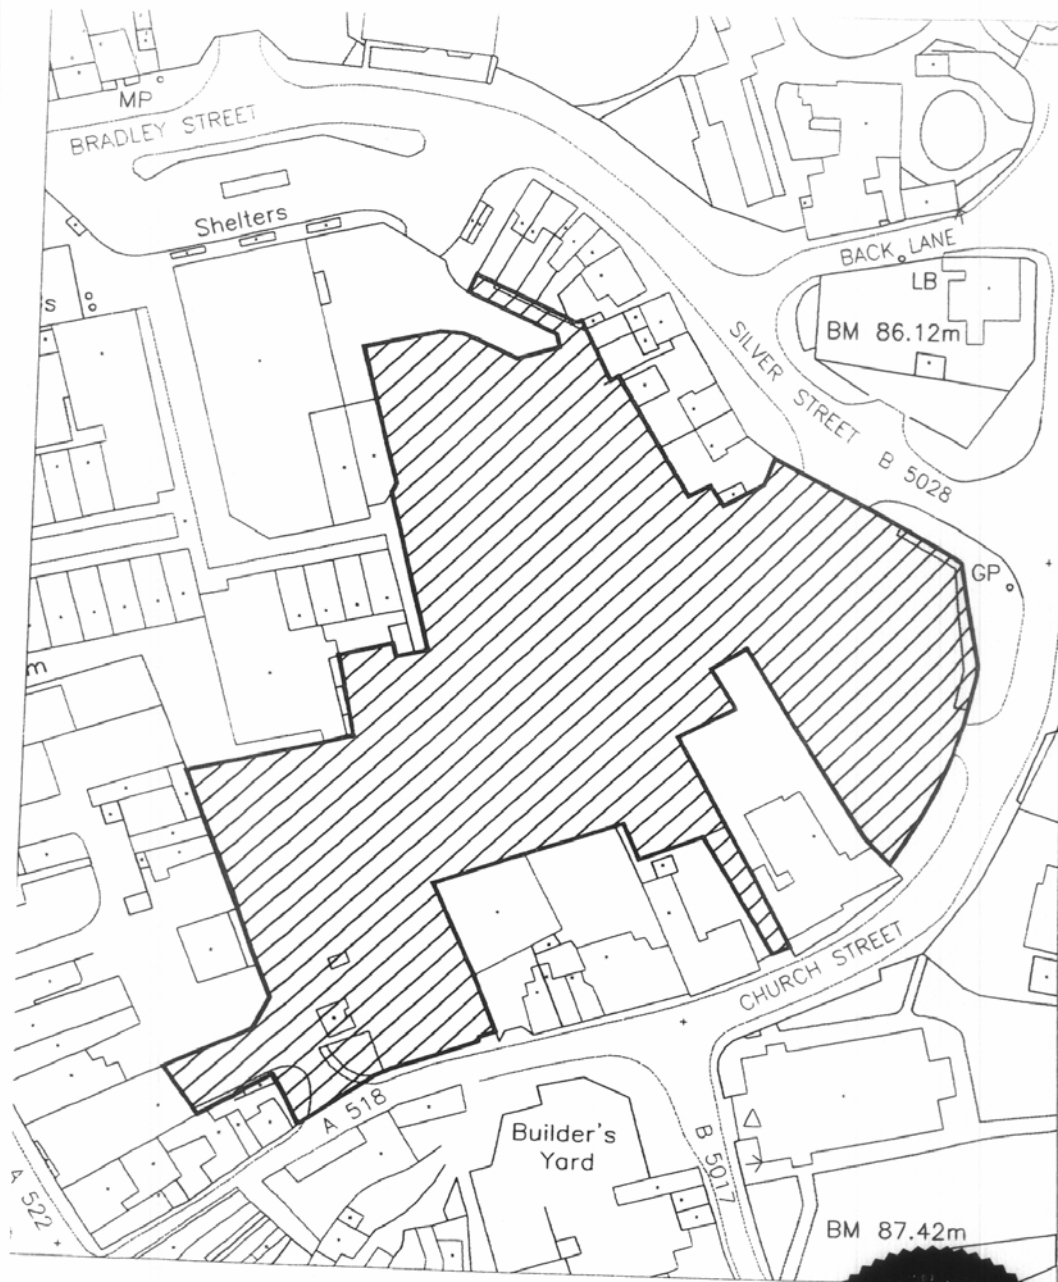 MP
BRADLEY STREET
Shelters
BACK LANE
LB
s
BM 86.12m
SILVER STREET B 5028
GP
m
CHURCH STREET
A 518
Builder's
Yard
B 5017
A 522
BM 87.42m